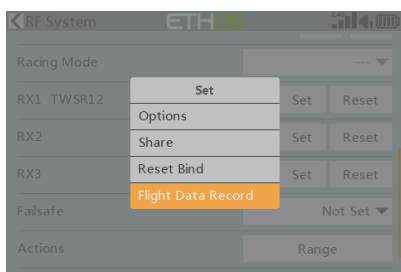 RF System ETHOS
Racing Mode ---
Set
RX1 TWSR12 Set Reset
Options
RX2 Set Reset
Share
Reset Bind
RX3 Set Reset
Flight Data Record
Failsafe Not Set
Actions Range